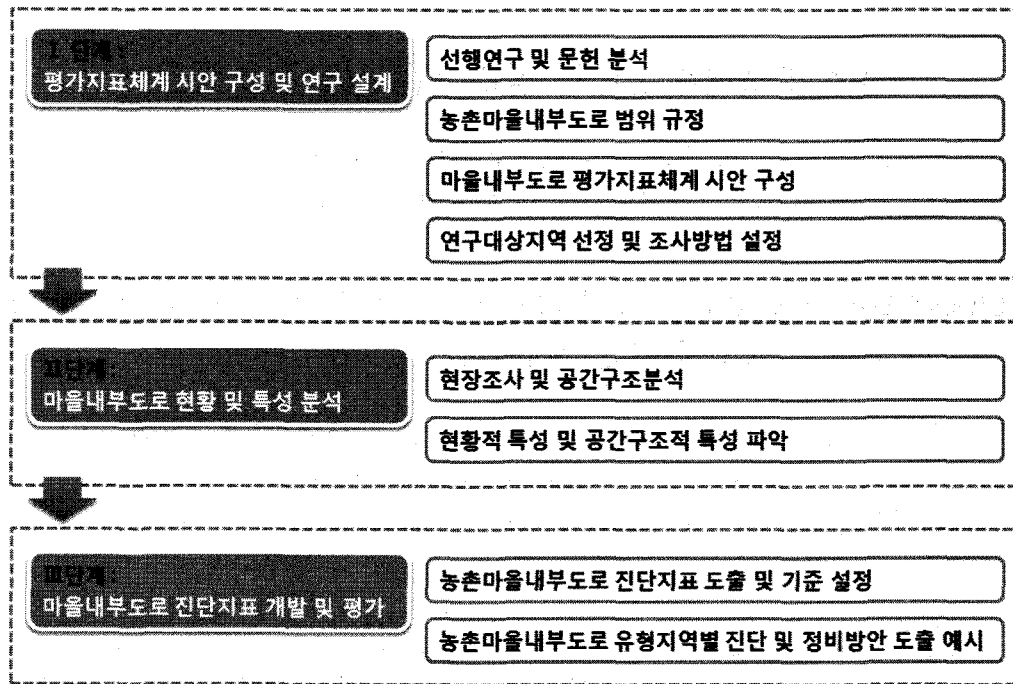 I 단계 :
평가지표체계 시안 구성 및 연구 설계
선행연구 및 문헌 분석
농촌마을내부도로 범위 규정
마을내부도로 평가지표체계 시안 구성
연구대상지역 선정 및 조사방법 설정
II단계 :
마을내부도로 현황 및 특성 분석
현장조사 및 공간구조분석
현황적 특성 및 공간구조적 특성 파악
III단계 :
마을내부도로 진단지표 개발 및 평가
농촌마을내부도로 진단지표 도출 및 기준 설정
농촌마을내부도로 유형지역별 진단 및 정비방안 도출 예시